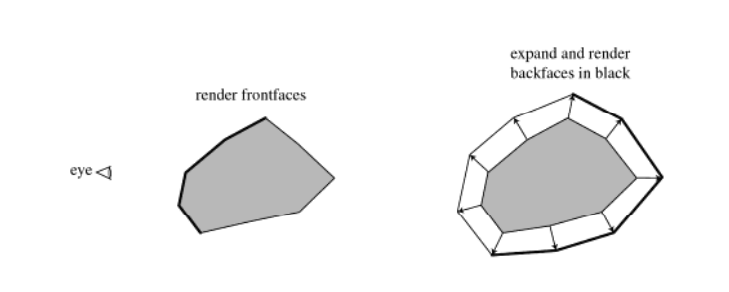 expand and render
backfaces in black
render frontfaces
eye